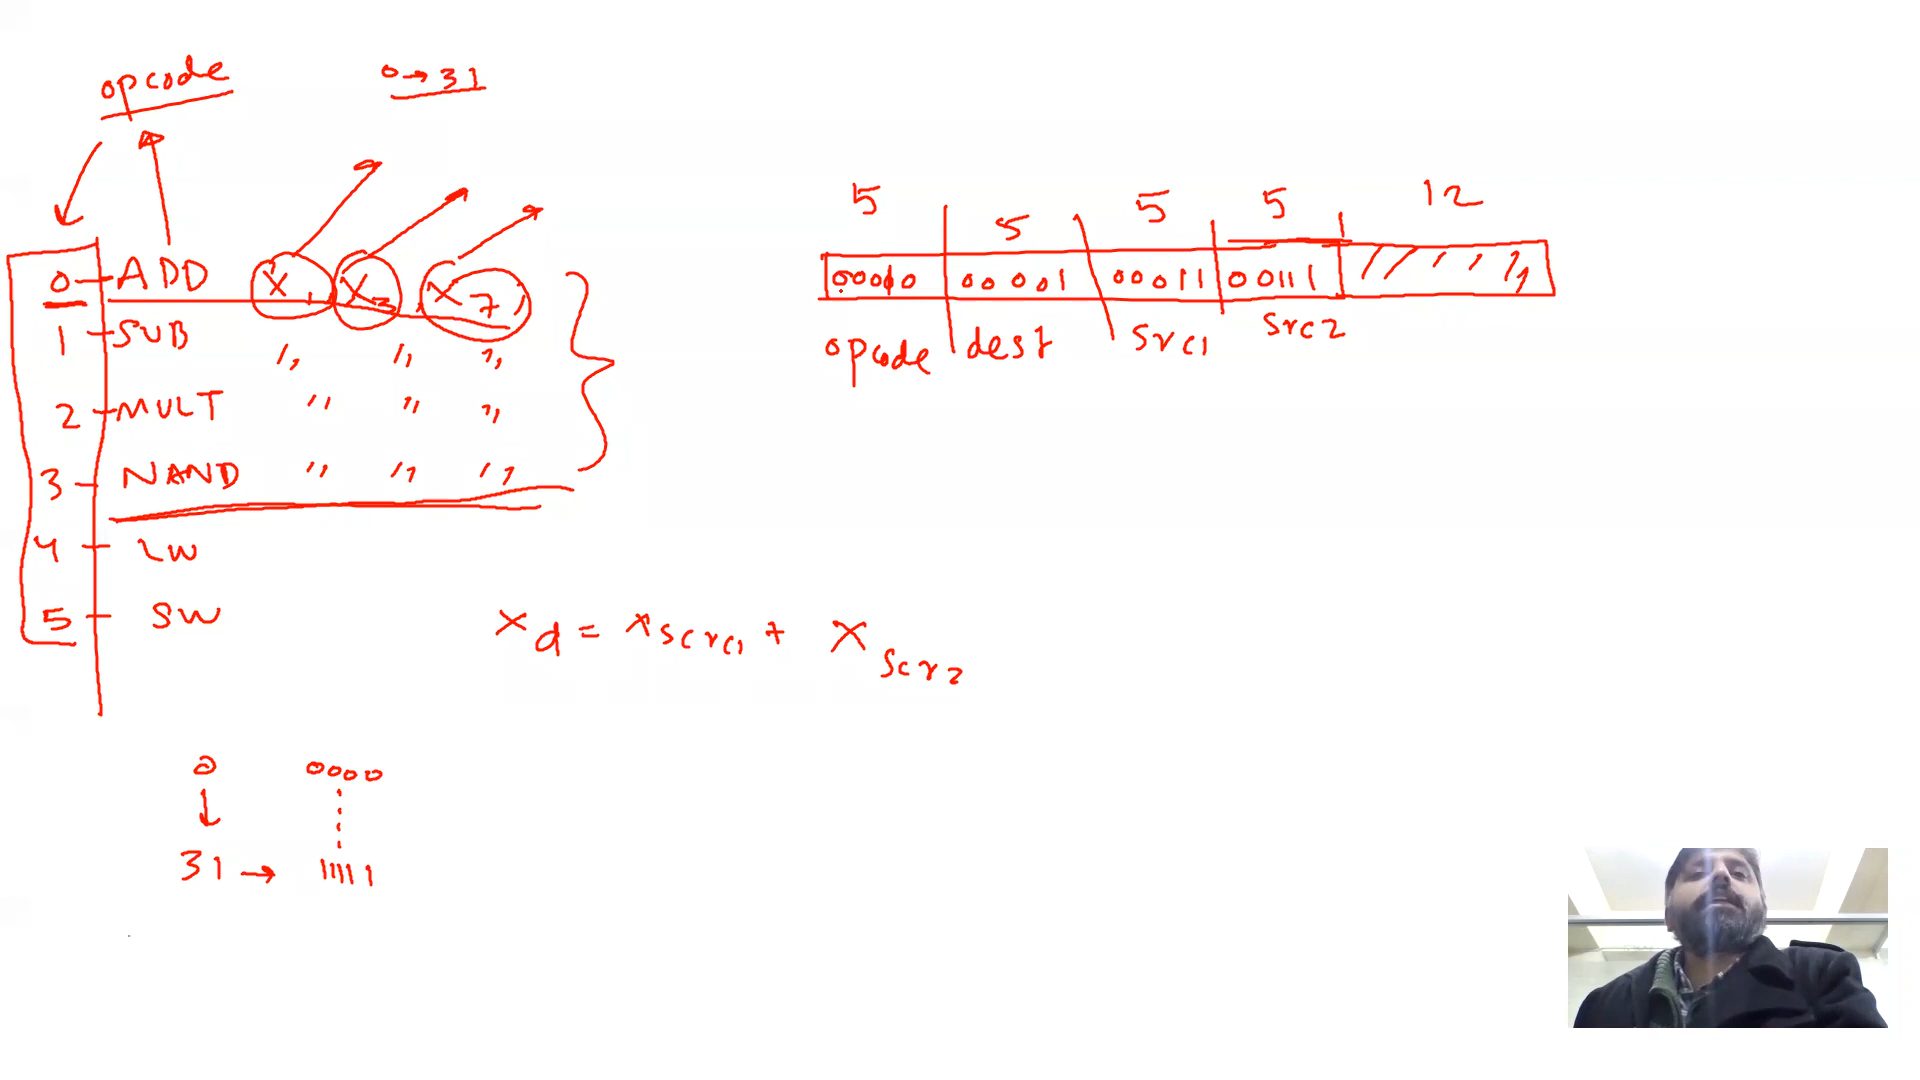 opcode 0→31
5 5 5 5 12
0 ADD X1, X3, X7,
00010 00001 00011 00111
1 SUB " " "
opcode dest src1 src2
2 MULT " " "
3 NAND " " "
4 LW
5 SW
Xd = Xscrc1 + Xscr2
0 0000
31 → 11111